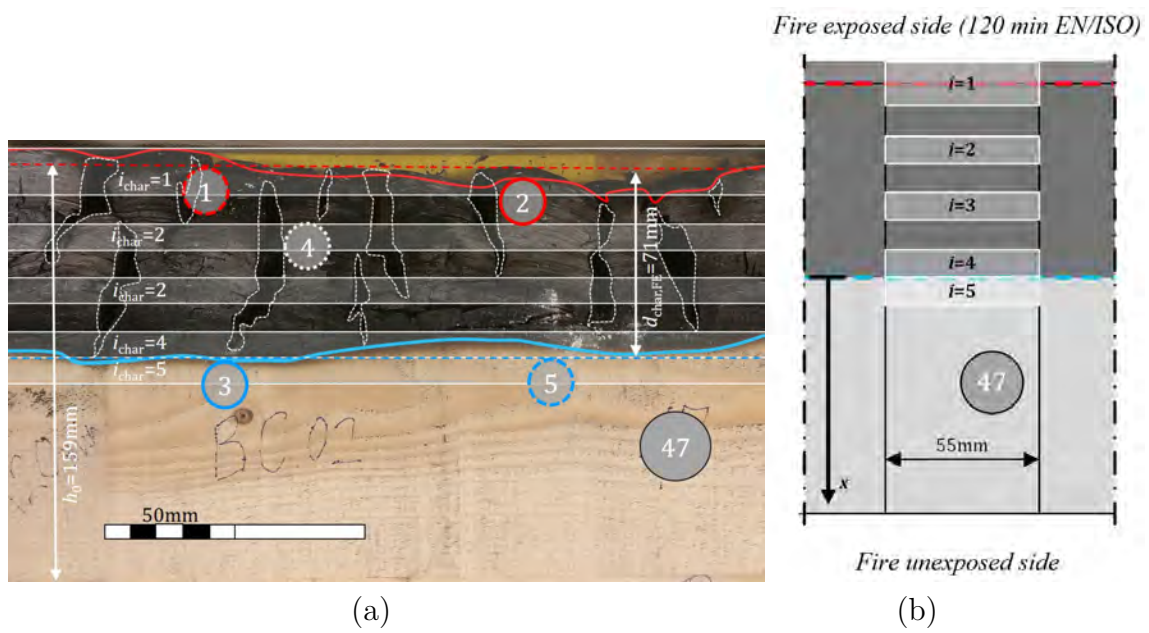 Fire exposed side (120 min EN/ISO)
i=1
i=2
i=3
i=4
i=5
47
55mm
x
Fire unexposed side
i_char=1
1
2
i_char=2
4
i_char=2
d_char,FE=71mm
i_char=4
i_char=5
3
5
h_0=159mm
BC02
47
50mm
(a)
(b)